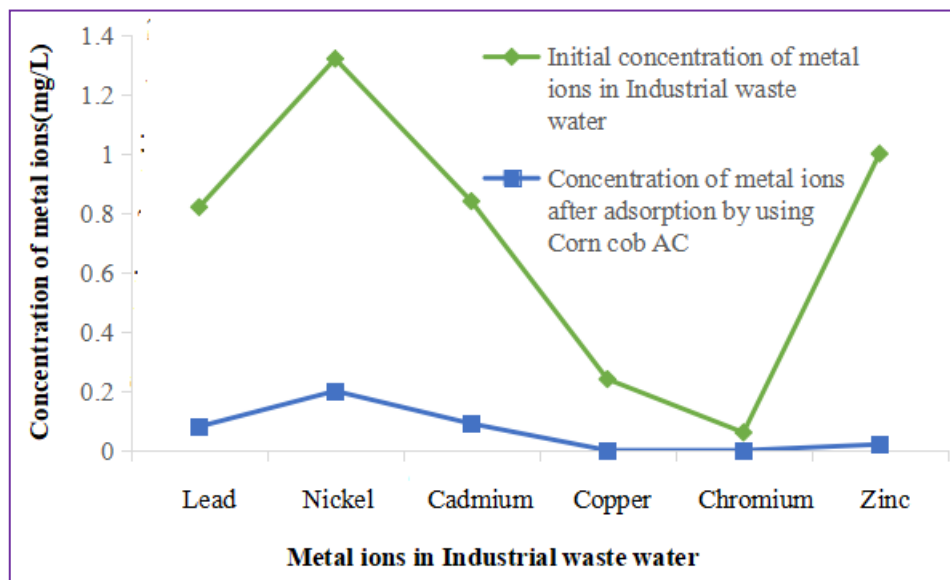 Concentration of metal ions(mg/L)
1.4
1.2
1
0.8
0.6
0.4
0.2
0
Initial concentration of metal
ions in Industrial waste
water
Concentration of metal ions
after adsorption by using
Corn cob AC
Lead Nickel Cadmium Copper Chromium Zinc
Metal ions in Industrial waste water